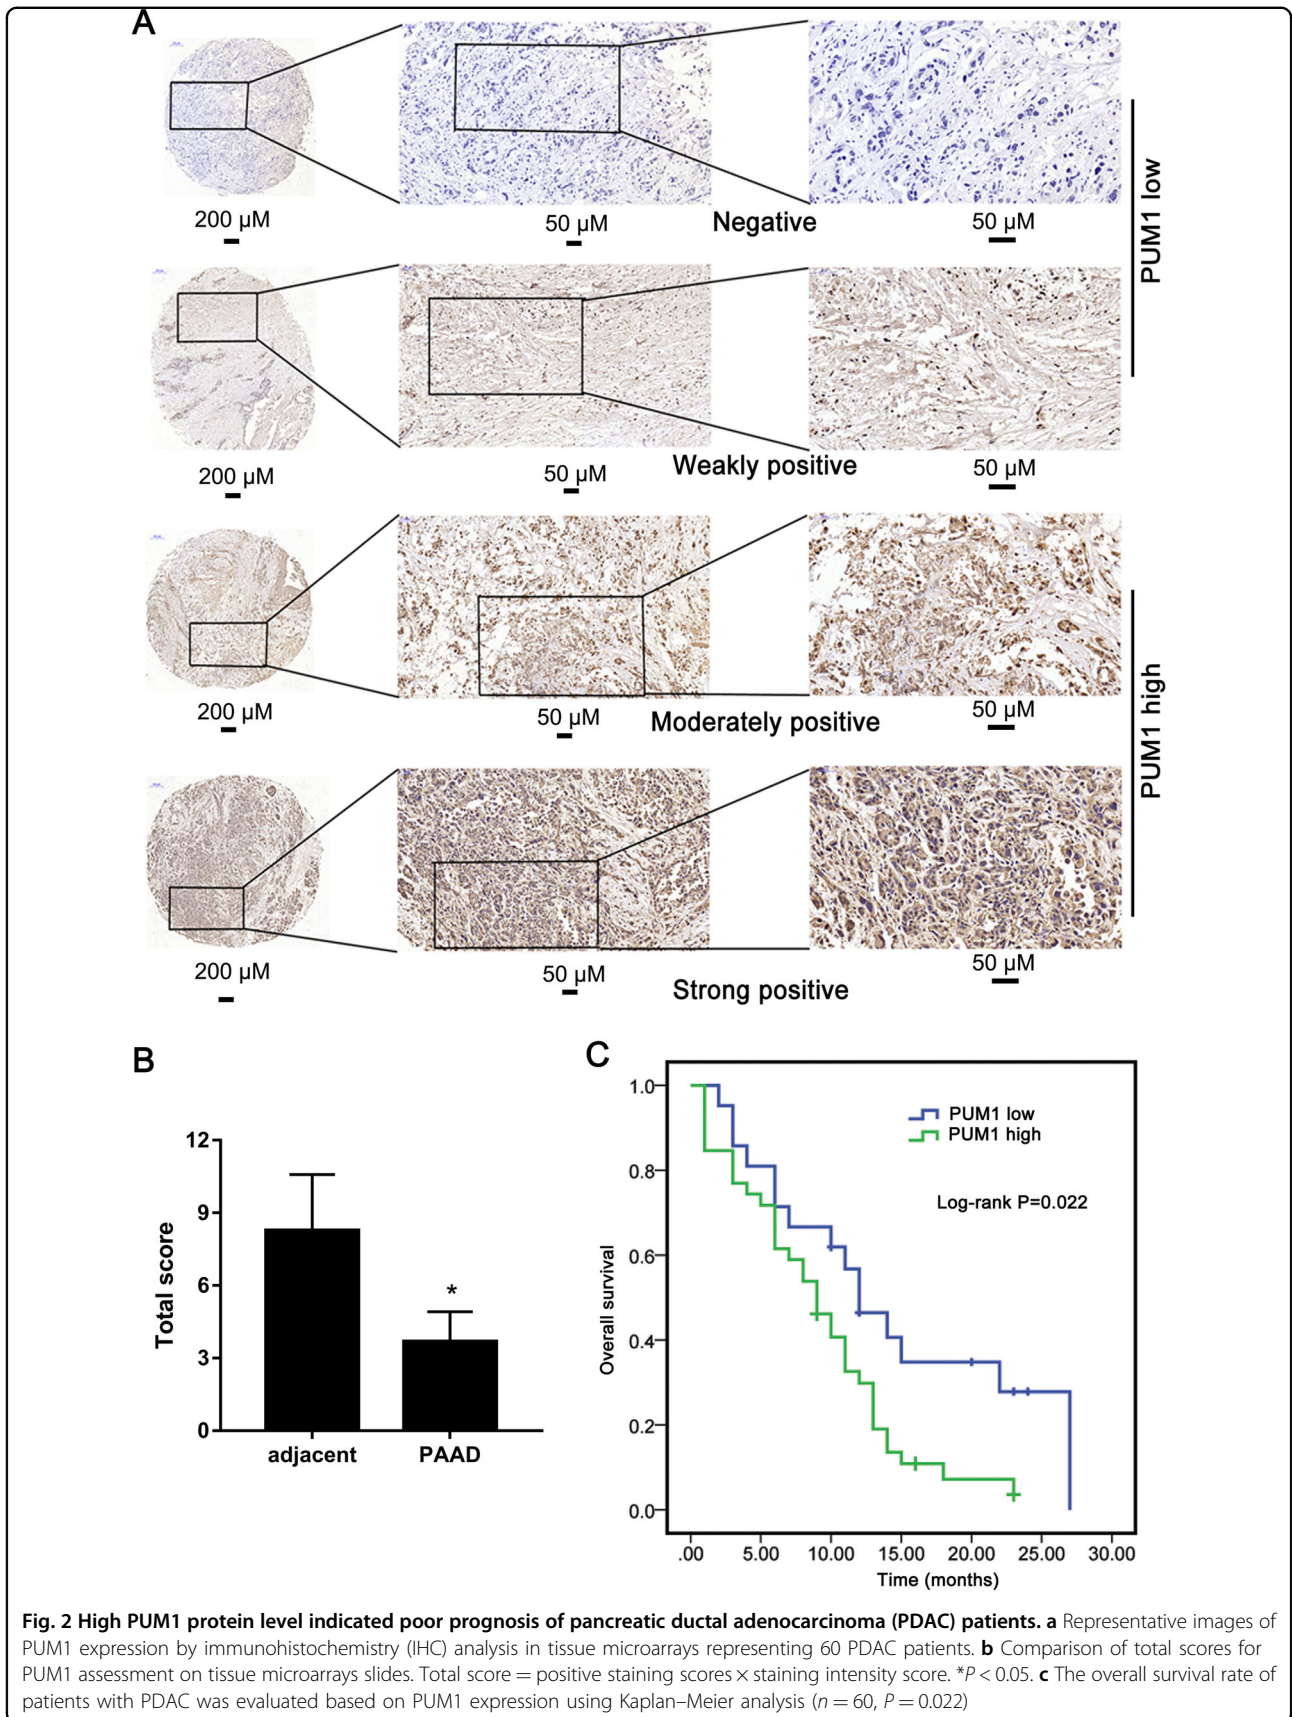 A
200 µM
50 µM
Negative
50 µM
PUM1 low
200 µM
50 µM
Weakly positive
50 µM
200 µM
50 µM
Moderately positive
50 µM
PUM1 high
200 µM
50 µM
Strong positive
50 µM
B
12
9
6
3
0
Total score
*
adjacent
PAAD
C
1.0
0.8
0.6
0.4
0.2
0.0
Overall survival
PUM1 low
PUM1 high
Log-rank P=0.022
.00
5.00
10.00
15.00
20.00
25.00
30.00
Time (months)
Fig. 2 High PUM1 protein level indicated poor prognosis of pancreatic ductal adenocarcinoma (PDAC) patients. a Representative images of
PUM1 expression by immunohistochemistry (IHC) analysis in tissue microarrays representing 60 PDAC patients. b Comparison of total scores for
PUM1 assessment on tissue microarrays slides. Total score = positive staining scores × staining intensity score. *P < 0.05. c The overall survival rate of
patients with PDAC was evaluated based on PUM1 expression using Kaplan–Meier analysis (n = 60, P = 0.022)